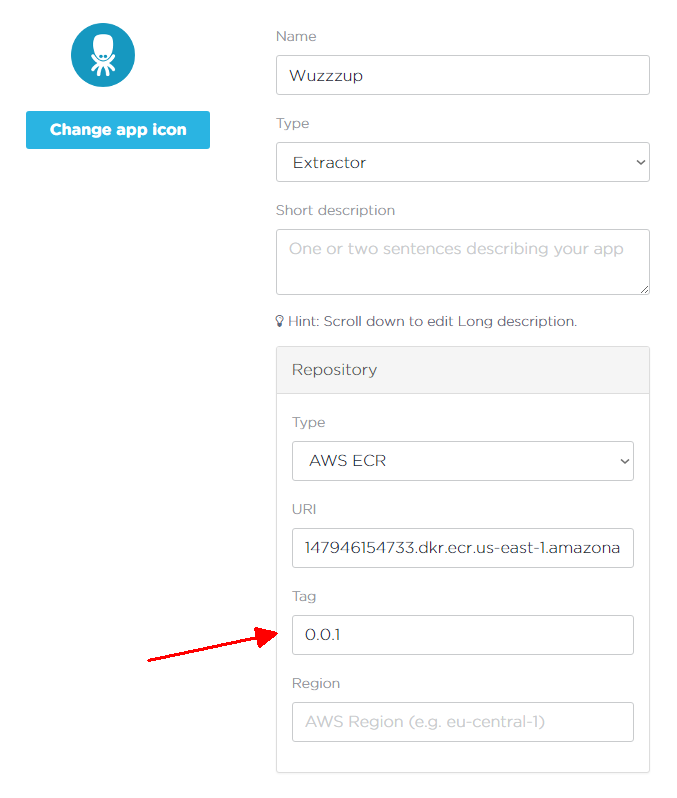 Change app icon
Name
Wuzzzup
Type
Extractor
Short description
One or two sentences describing your app
Hint: Scroll down to edit Long description.
Repository
Type
AWS ECR
URI
147946154733.dkr.ecr.us-east-1.amazona
Tag
0.0.1
Region
AWS Region (e.g. eu-central-1)